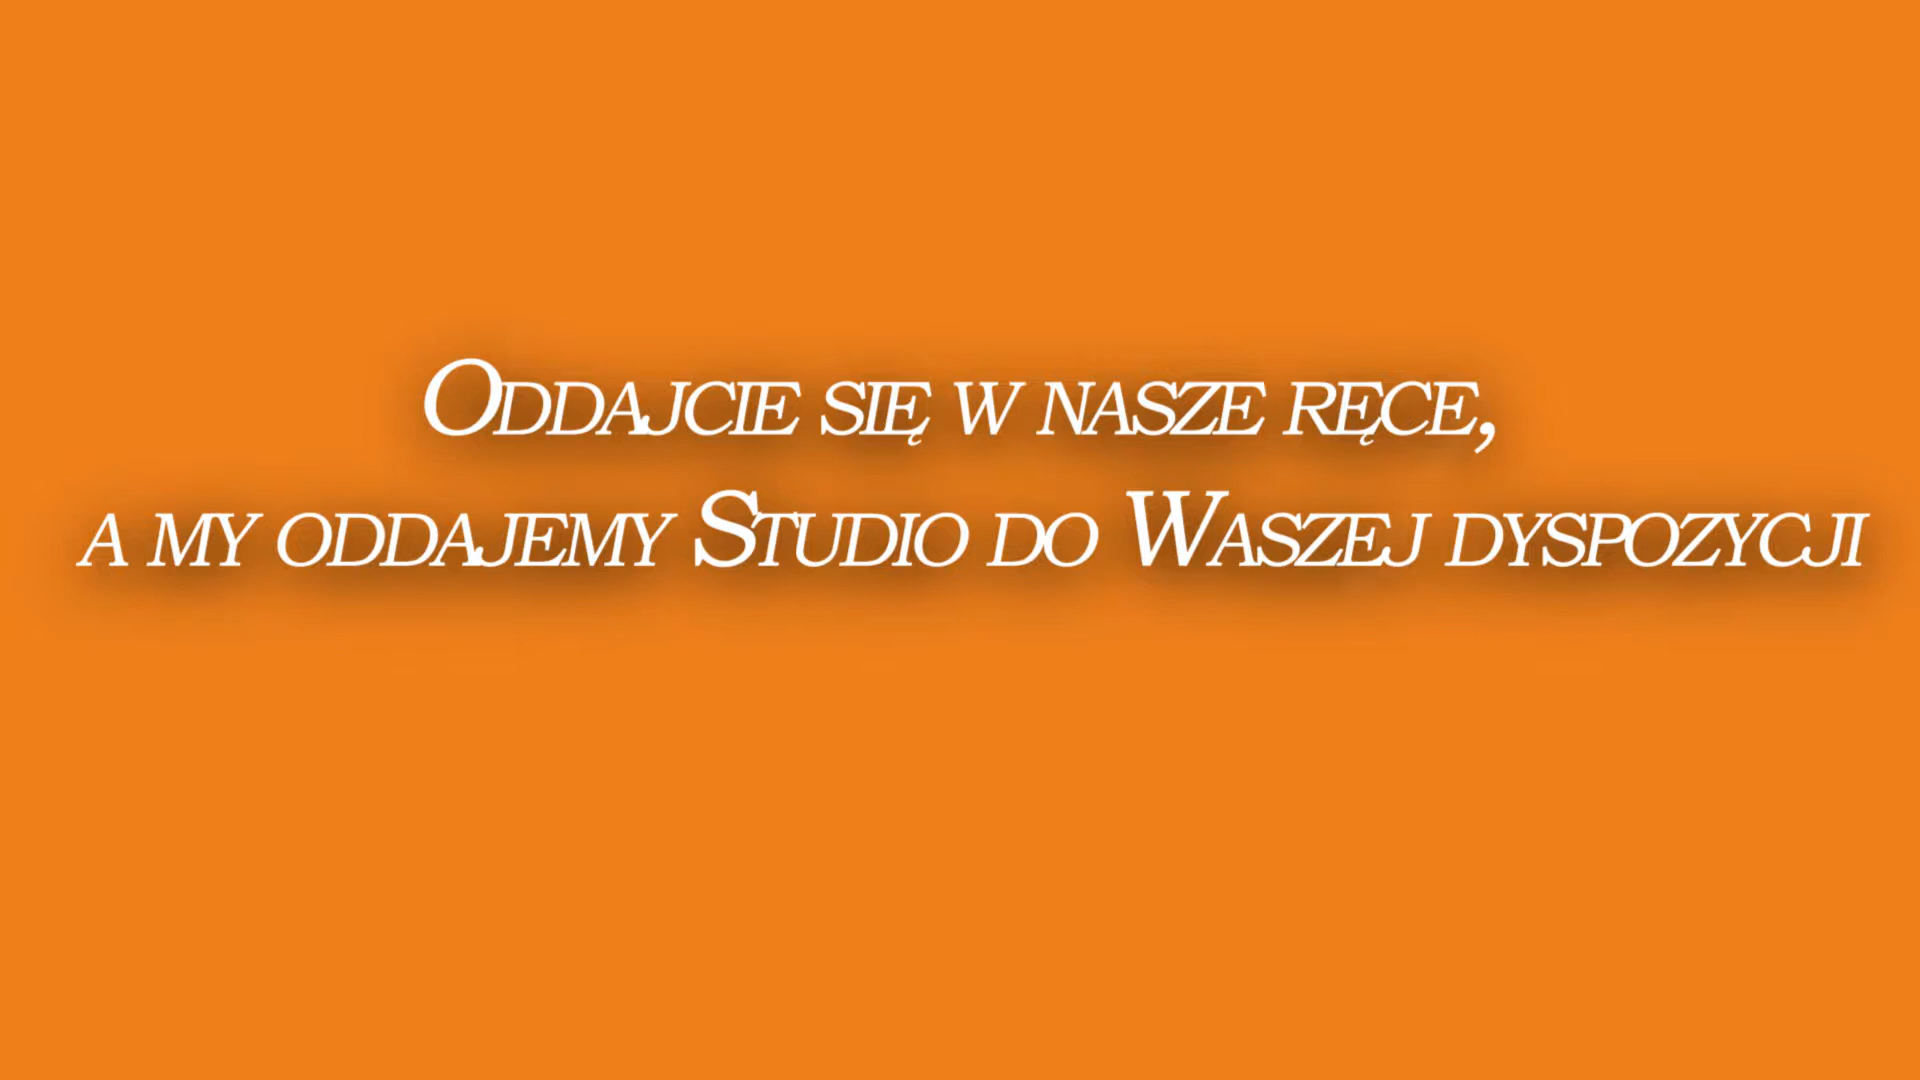 Oddajcie się w nasze ręce,
a my oddajemy Studio do Waszej dyspozycji